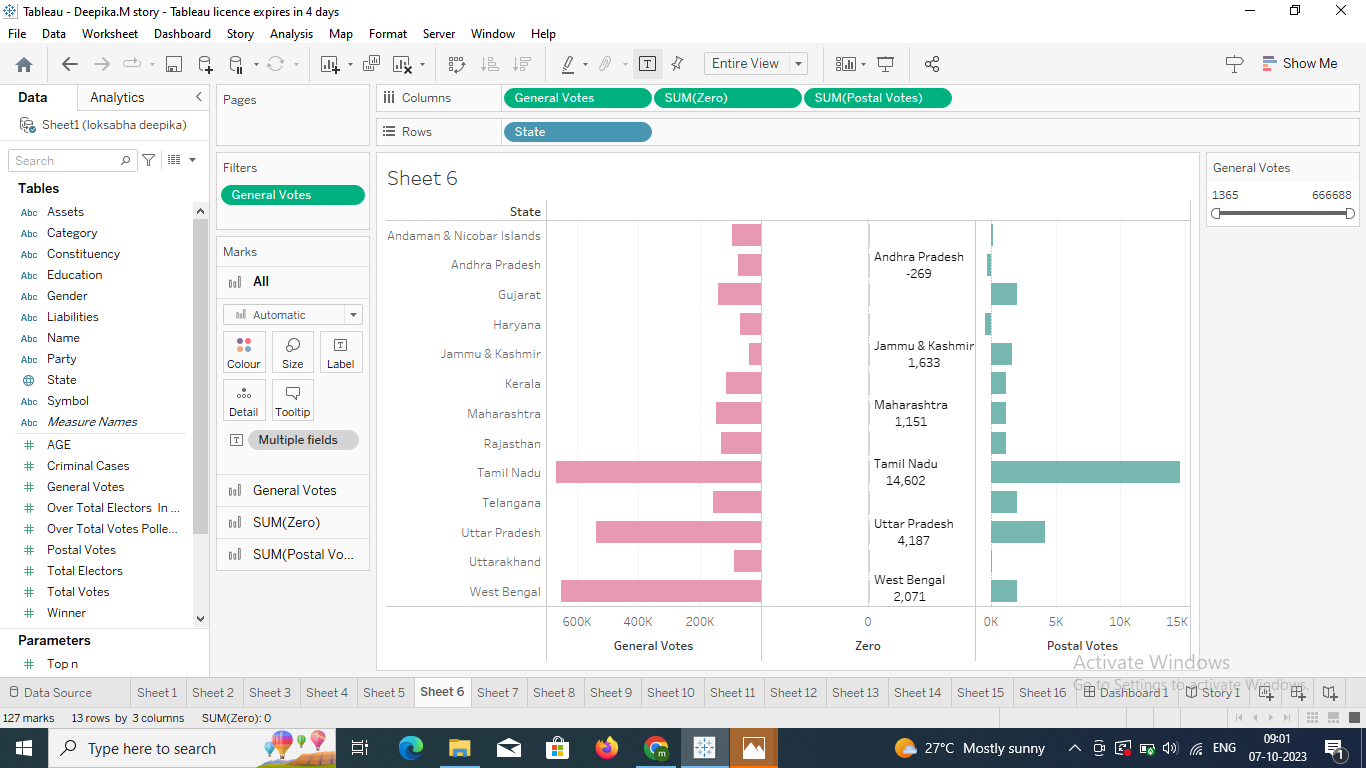 Tableau - Deepika.M story - Tableau licence expires in 4 days
File Data Worksheet Dashboard Story Analysis Map Format Server Window Help
Entire View
Show Me
Data Analytics
Sheet1 (loksabha deepika)
Search
Tables
Abc Assets
Abc Category
Abc Constituency
Abc Education
Abc Gender
Abc Liabilities
Abc Name
Abc Party
State
Abc Symbol
Abc Measure Names
# AGE
# Criminal Cases
# General Votes
# Over Total Electors In ...
# Over Total Votes Polle...
# Postal Votes
# Total Electors
# Total Votes
# Winner
Parameters
# Top n
Pages
Filters
General Votes
Marks
All
Automatic
Colour Size Label
Detail Tooltip
Multiple fields
General Votes
SUM(Zero)
SUM(Postal Vo...
Columns General Votes SUM(Zero) SUM(Postal Votes)
Rows State
Sheet 6
State
Andaman & Nicobar Islands
Andhra Pradesh
Gujarat
Haryana
Jammu & Kashmir
Kerala
Maharashtra
Rajasthan
Tamil Nadu
Telangana
Uttar Pradesh
Uttarakhand
West Bengal
Andhra Pradesh
-269
Jammu & Kashmir
1,633
Maharashtra
1,151
Tamil Nadu
14,602
Uttar Pradesh
4,187
West Bengal
2,071
600K 400K 200K 0 0K 5K 10K 15K
General Votes Zero Postal Votes
General Votes
1365 666688
Activate Windows
Go to Settings to activate Windows.
Data Source Sheet 1 Sheet 2 Sheet 3 Sheet 4 Sheet 5 Sheet 6 Sheet 7 Sheet 8 Sheet 9 Sheet 10 Sheet 11 Sheet 12 Sheet 13 Sheet 14 Sheet 15 Sheet 16 Dashboard 1 Story 1
127 marks 13 rows by 3 columns SUM(Zero): 0
Type here to search
27°C Mostly sunny
ENG
09:01
07-10-2023
1